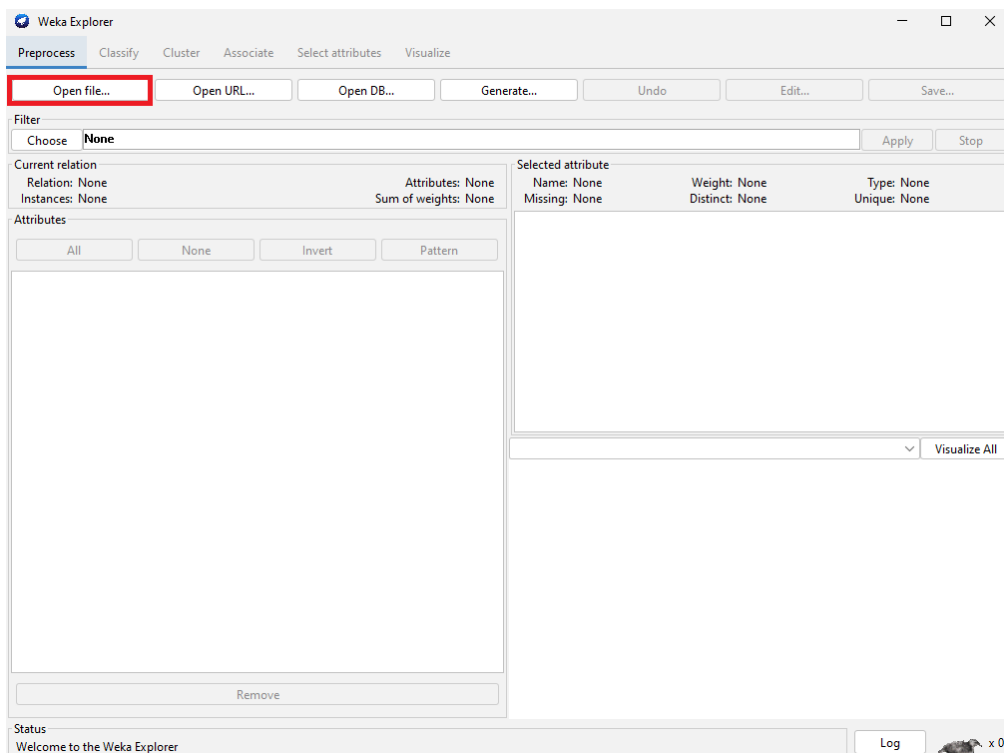 Weka Explorer
Preprocess Classify Cluster Associate Select attributes Visualize
Open file... Open URL... Open DB... Generate... Undo Edit... Save...
Filter
Choose None Apply Stop
Current relation
Relation: None Attributes: None
Instances: None Sum of weights: None
Attributes
All None Invert Pattern
Remove
Selected attribute
Name: None Weight: None Type: None
Missing: None Distinct: None Unique: None
Visualize All
Status
Welcome to the Weka Explorer
Log x 0